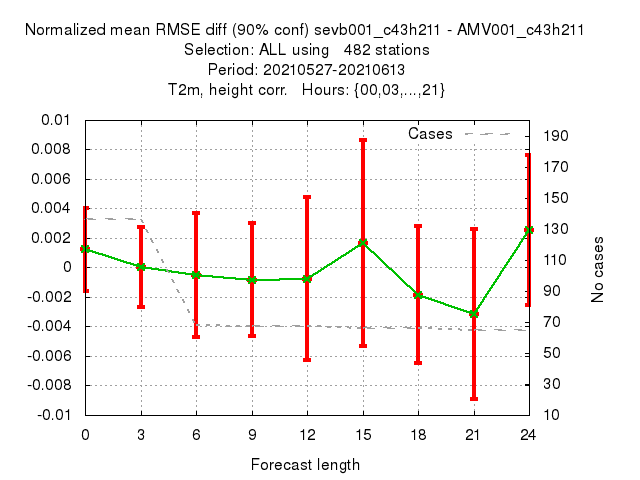 Normalized mean RMSE diff (90% conf) sevb001_c43h211 - AMV001_c43h211
Selection: ALL using   482 stations
Period: 20210527-20210613
T2m, height corr.   Hours: {00,03,...,21}
Cases
0.01
0.008
0.006
0.004
0.002
0
-0.002
-0.004
-0.006
-0.008
-0.01
190
170
150
130
110
90
70
50
30
10
No cases
0 3 6 9 12 15 18 21 24
Forecast length